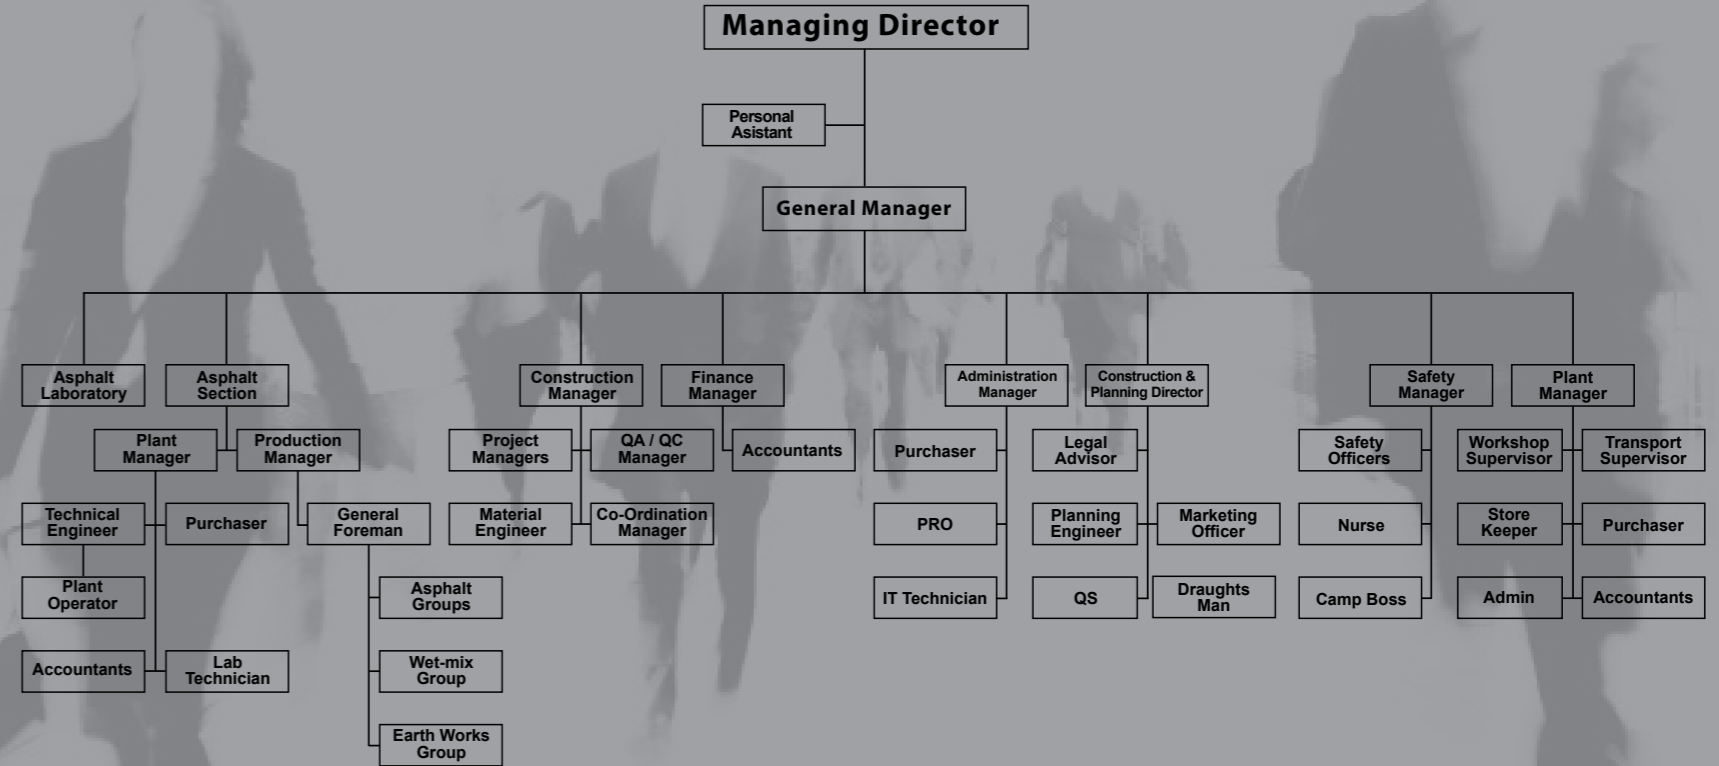 Managing Director
Personal
Asistant
General Manager
Asphalt
Laboratory
Asphalt
Section
Construction
Manager
Finance
Manager
Administration
Manager
Construction &
Planning Director
Safety
Manager
Plant
Manager
Plant
Manager
Production
Manager
Project
Managers
QA / QC
Manager
Accountants
Purchaser
Legal
Advisor
Safety
Officers
Workshop
Supervisor
Transport
Supervisor
Technical
Engineer
Purchaser
General
Foreman
Material
Engineer
Co-Ordination
Manager
PRO
Planning
Engineer
Marketing
Officer
Nurse
Store
Keeper
Purchaser
Plant
Operator
Asphalt
Groups
IT Technician
QS
Draughts
Man
Camp Boss
Admin
Accountants
Accountants
Lab
Technician
Wet-mix
Group
Earth Works
Group